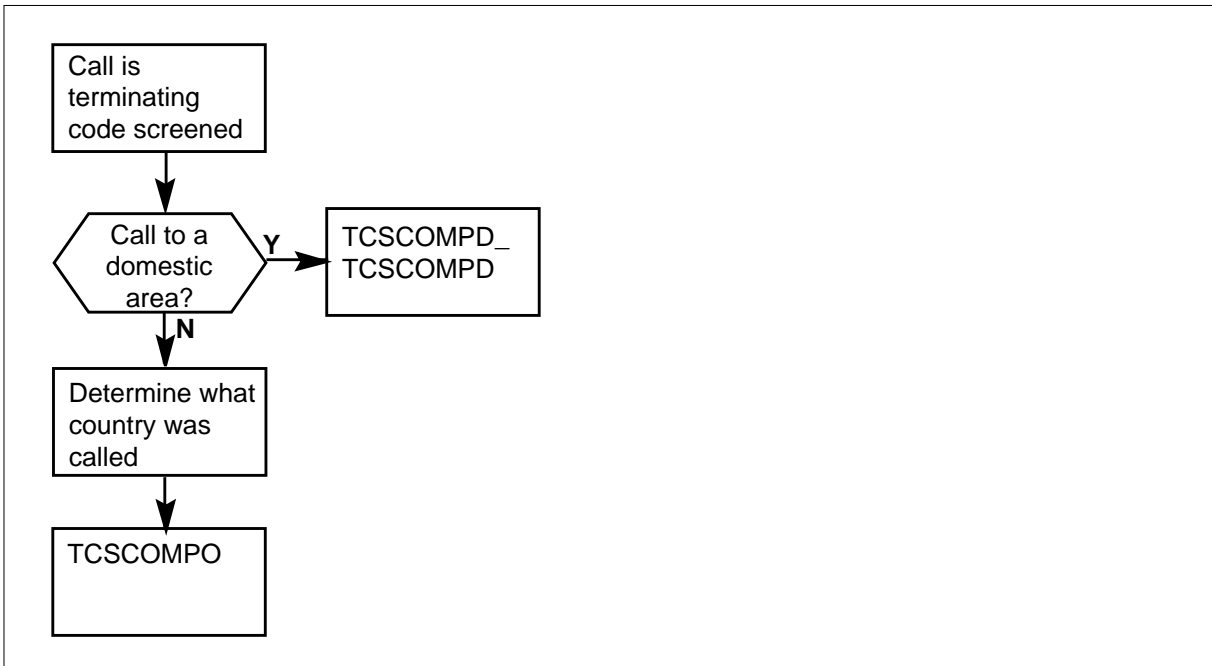 Call is
terminating
code screened
Call to a
domestic
area?
Y
TCSCOMPD_
TCSCOMPD
N
Determine what
country was
called
TCSCOMPO